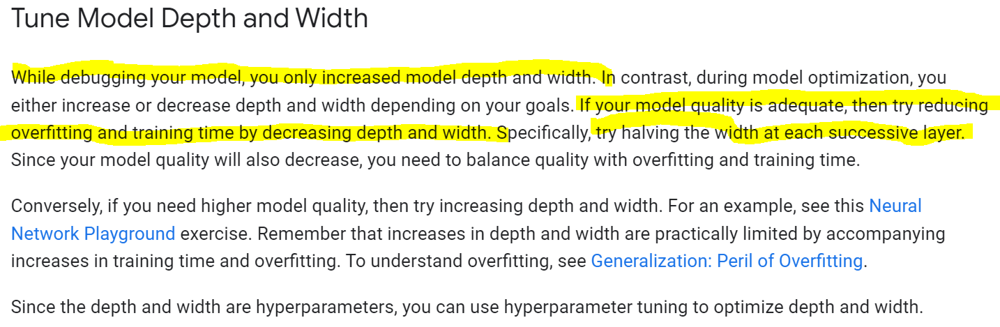 Tune Model Depth and Width
While debugging your model, you only increased model depth and width. In contrast, during model optimization, you
either increase or decrease depth and width depending on your goals. If your model quality is adequate, then try reducing
overfitting and training time by decreasing depth and width. Specifically, try halving the width at each successive layer.
Since your model quality will also decrease, you need to balance quality with overfitting and training time.
Conversely, if you need higher model quality, then try increasing depth and width. For an example, see this Neural
Network Playground exercise. Remember that increases in depth and width are practically limited by accompanying
increases in training time and overfitting. To understand overfitting, see Generalization: Peril of Overfitting.
Since the depth and width are hyperparameters, you can use hyperparameter tuning to optimize depth and width.